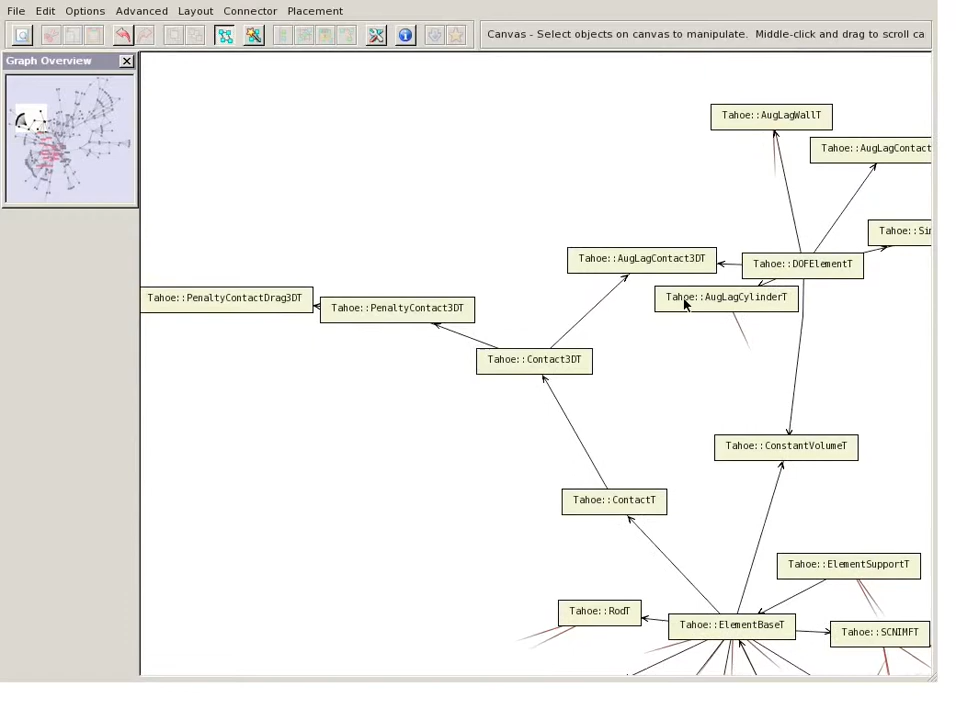 File Edit Options Advanced Layout Connector Placement
Canvas - Select objects on canvas to manipulate.  Middle-click and drag to scroll ca
Graph Overview
Tahoe::AugLagWallT
Tahoe::AugLagContact
Tahoe::Sir
Tahoe::AugLagContact3DT
Tahoe::DOFElementT
Tahoe::AugLagCylinderT
Tahoe::PenaltyContactDrag3DT
Tahoe::PenaltyContact3DT
Tahoe::Contact3DT
Tahoe::ConstantVolumeT
Tahoe::ContactT
Tahoe::ElementSupportT
Tahoe::RodT
Tahoe::ElementBaseT
Tahoe::SCNIMFT